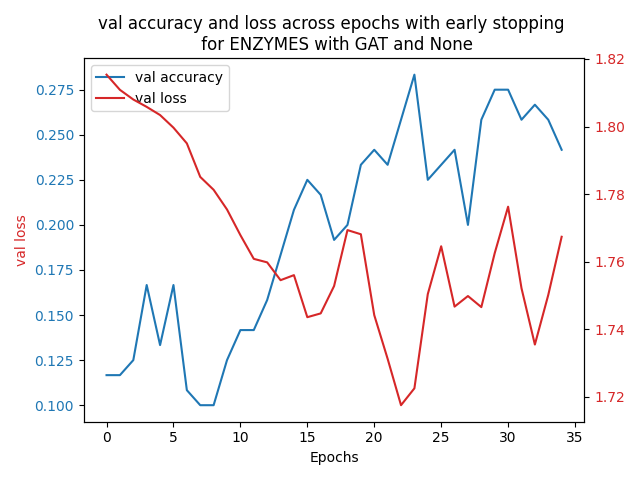 val accuracy and loss across epochs with early stopping
for ENZYMES with GAT and None
val accuracy
val loss
0.275
0.250
0.225
0.200
0.175
0.150
0.125
0.100
val loss
1.82
1.80
1.78
1.76
1.74
1.72
0 5 10 15 20 25 30 35
Epochs